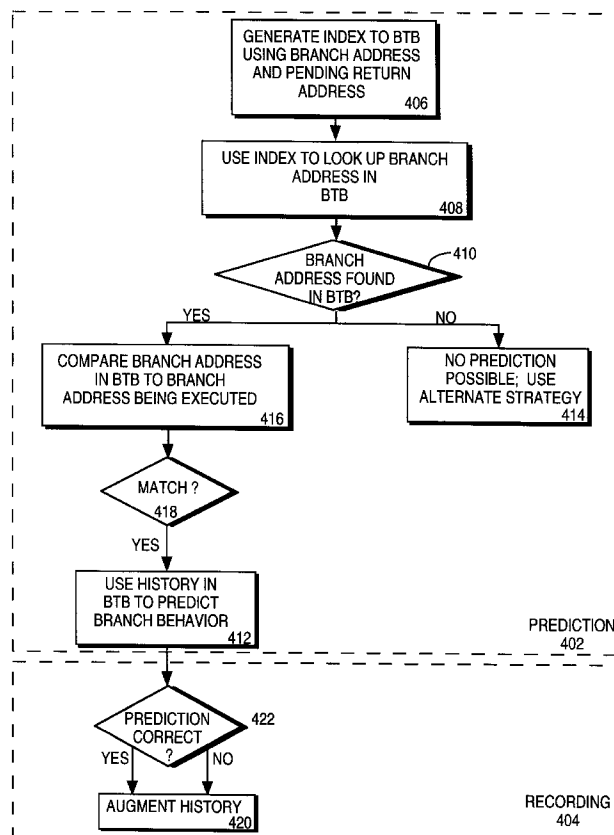 GENERATE INDEX TO BTB
USING BRANCH ADDRESS
AND PENDING RETURN
ADDRESS
406
USE INDEX TO LOOK UP BRANCH
ADDRESS IN
BTB
408
410
BRANCH
ADDRESS FOUND
IN BTB?
YES
NO
COMPARE BRANCH ADDRESS
IN BTB TO BRANCH
ADDRESS BEING EXECUTED
416
NO PREDICTION
POSSIBLE; USE
ALTERNATE STRATEGY
414
MATCH ?
418
YES
USE HISTORY IN
BTB TO PREDICT
BRANCH BEHAVIOR
412
PREDICTION
402
PREDICTION
CORRECT
?
422
YES
NO
AUGMENT HISTORY
420
RECORDING
404